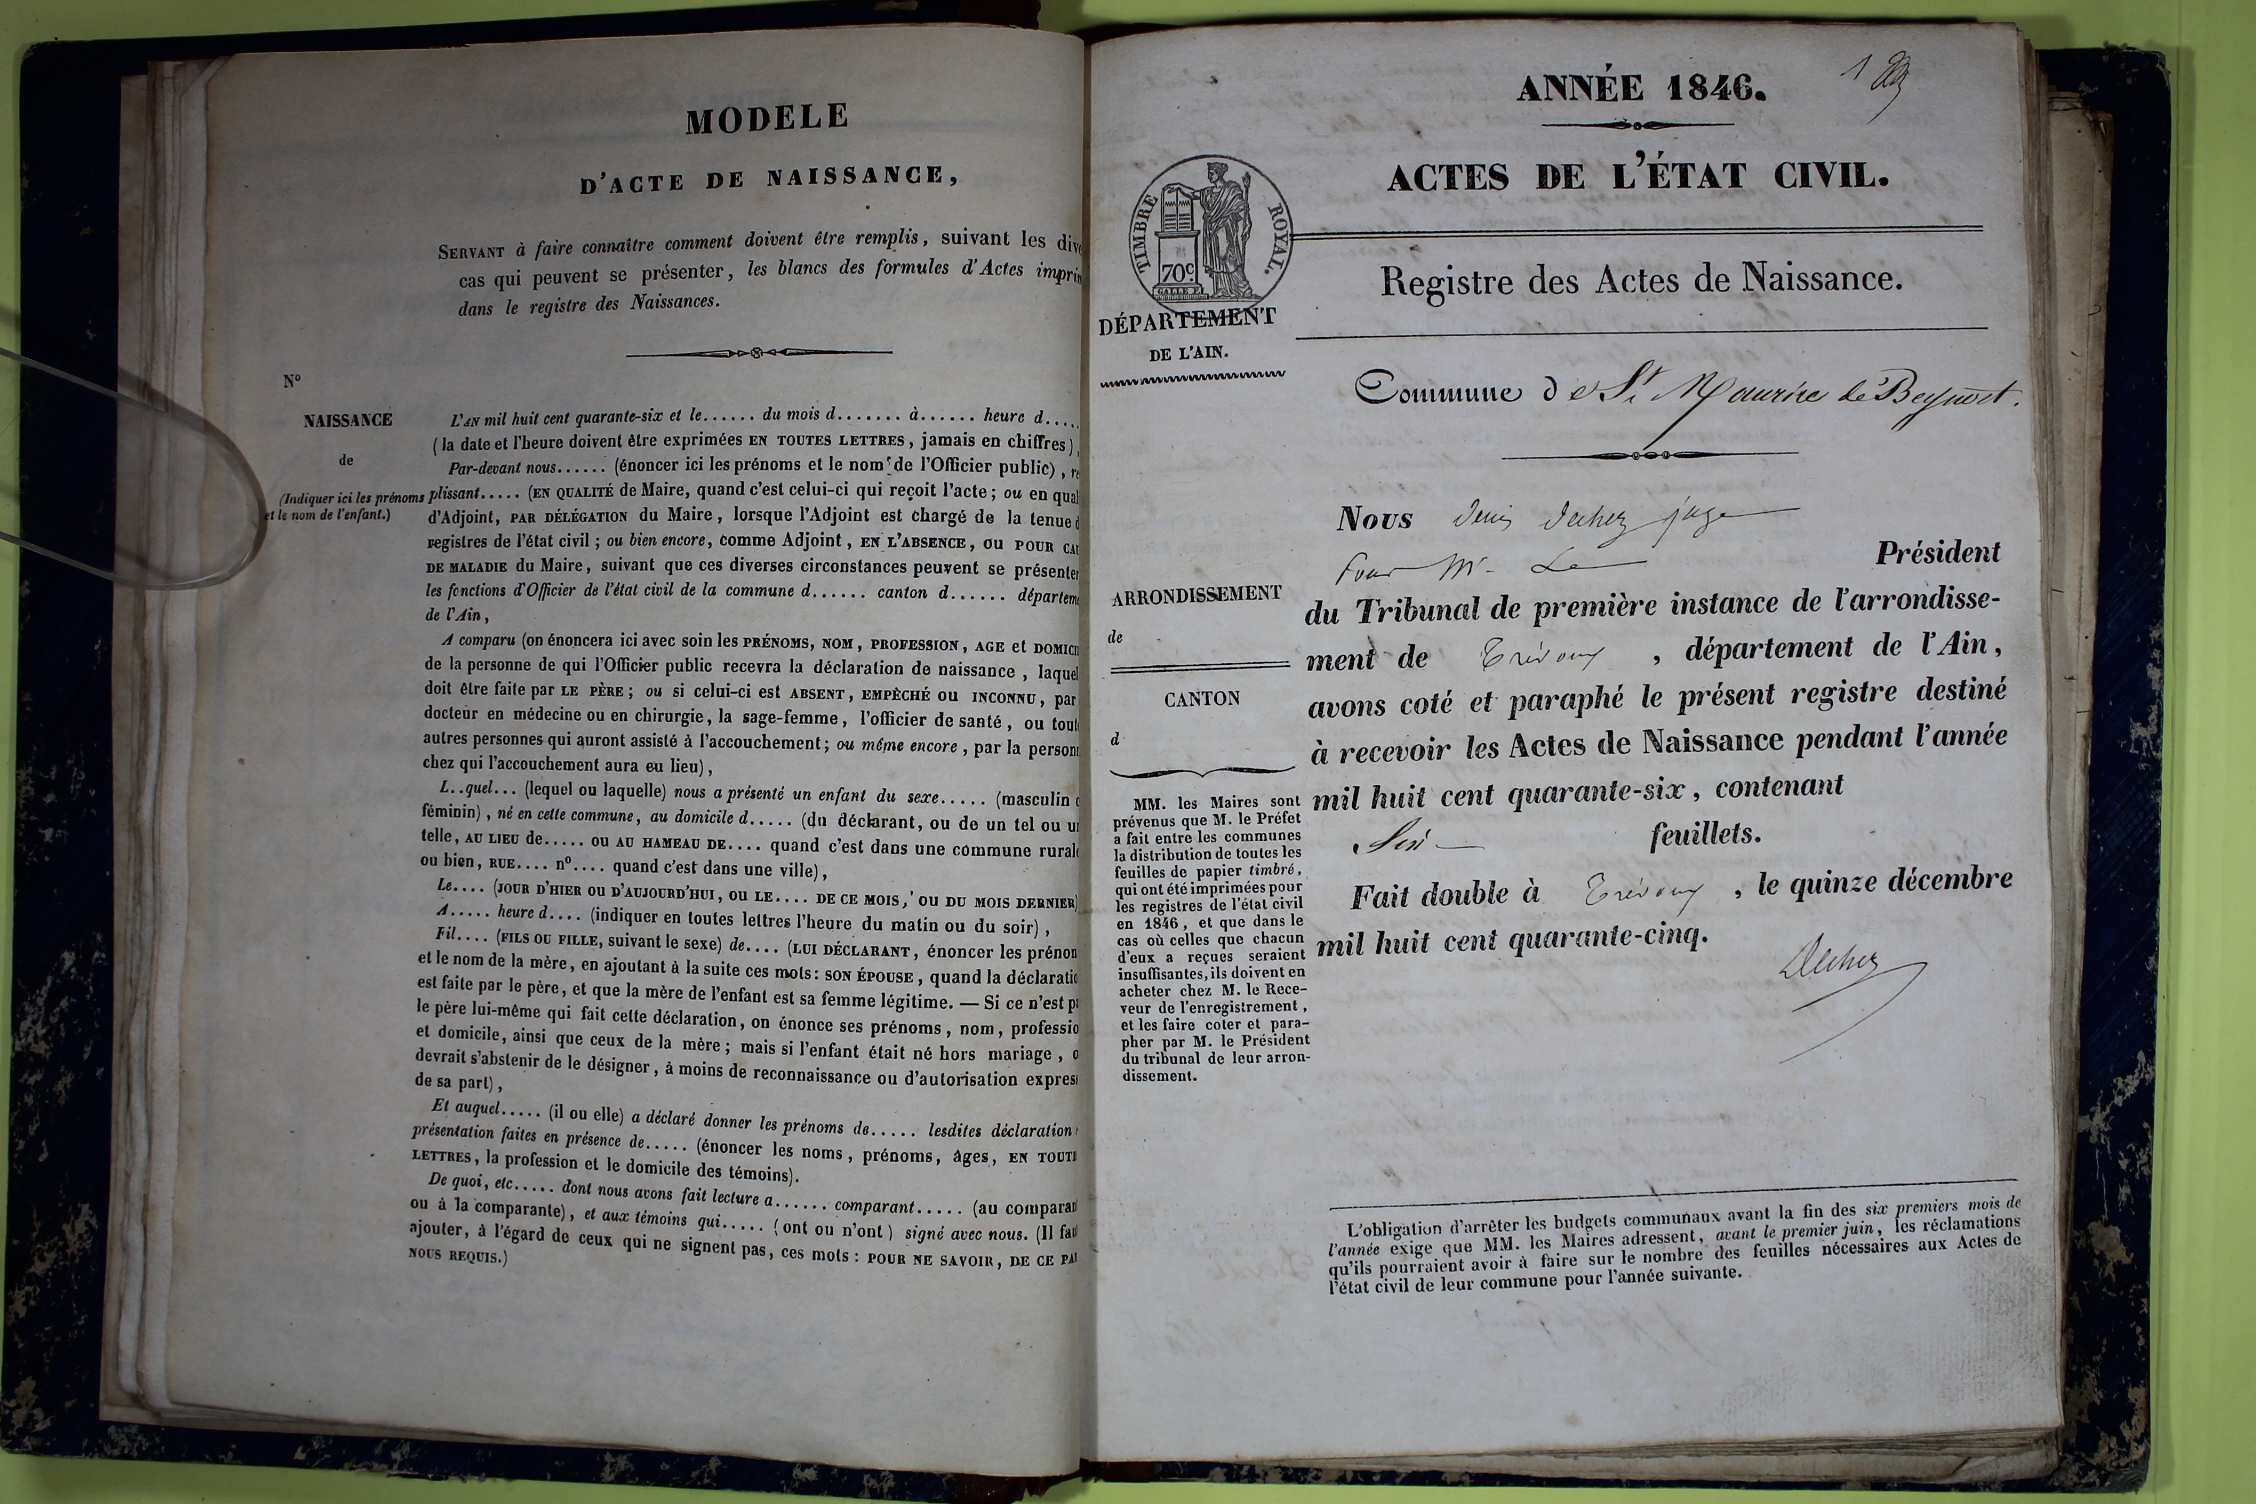 MODELE
D'ACTE DE NAISSANCE,
SERVANT à faire connaître comment doivent être remplis, suivant les div
cas qui peuvent se présenter, les blancs des formules d'Actes imprim
dans le registre des Naissances.
N°
NAISSANCE
de
(Indiquer ici les prénoms
et le nom de l'enfant.)
L'AN mil huit cent quarante-six et le...... du mois d....... à...... heure d.....
(la date et l'heure doivent être exprimées EN TOUTES LETTRES, jamais en chiffres),
Par-devant nous...... (énoncer ici les prénoms et le nom de l'Officier public), re
plissant..... (EN QUALITÉ de Maire, quand c'est celui-ci qui reçoit l'acte; ou en qual
d'Adjoint, PAR DÉLÉGATION du Maire, lorsque l'Adjoint est chargé de la tenue d
registres de l'état civil; ou bien encore, comme Adjoint, EN L'ABSENCE, OU POUR CAU
DE MALADIE du Maire, suivant que ces diverses circonstances peuvent se présenter
les fonctions d'Officier de l'état civil de la commune d...... canton d...... départeme
de l'Ain,
A comparu (on énoncera ici avec soin les PRÉNOMS, NOM, PROFESSION, AGE et DOMICI
de la personne de qui l'Officier public recevra la déclaration de naissance, laquel
doit être faite par LE PÈRE; ou si celui-ci est ABSENT, EMPÊCHÉ OU INCONNU, par
docteur en médecine ou en chirurgie, la sage-femme, l'officier de santé, ou tout
autres personnes qui auront assisté à l'accouchement; ou même encore, par la person
chez qui l'accouchement aura eu lieu),
L..quel... (lequel ou laquelle) nous a présenté un enfant du sexe..... (masculin o
féminin), né en cette commune, au domicile d..... (du déclarant, ou de un tel ou u
telle, AU LIEU de..... ou AU HAMEAU DE.... quand c'est dans une commune rurale
ou bien, RUE.... n°.... quand c'est dans une ville),
Le.... (JOUR D'HIER OU D'AUJOURD'HUI, OU LE.... DE CE MOIS, OU DU MOIS DERNIER)
A..... heure d.... (indiquer en toutes lettres l'heure du matin ou du soir),
Fil.... (FILS OU FILLE, suivant le sexe) de.... (LUI DÉCLARANT, énoncer les prénom
et le nom de la mère, en ajoutant à la suite ces mots: SON ÉPOUSE, quand la déclaratio
est faite par le père, et que la mère de l'enfant est sa femme légitime. — Si ce n'est p
le père lui-même qui fait cette déclaration, on énonce ses prénoms, nom, professio
et domicile, ainsi que ceux de la mère; mais si l'enfant était né hors mariage, o
devrait s'abstenir de le désigner, à moins de reconnaissance ou d'autorisation express
de sa part),
Et auquel..... (il ou elle) a déclaré donner les prénoms de..... lesdites déclaration
présentation faites en présence de..... (énoncer les noms, prénoms, âges, EN TOUTE
LETTRES, la profession et le domicile des témoins).
De quoi, etc..... dont nous avons fait lecture a...... comparant..... (au comparan
ou à la comparante), et aux témoins qui..... (ont ou n'ont) signé avec nous. (Il fau
ajouter, à l'égard de ceux qui ne signent pas, ces mots: POUR NE SAVOIR, DE CE PAR
NOUS REQUIS.)
1
ANNÉE 1846.
ACTES DE L'ÉTAT CIVIL.
TIMBRE ROYAL.
70c.
Registre des Actes de Naissance.
DÉPARTEMENT
DE L'AIN.
Commune de St Maurice de Beynost.
Nous Denis Dechez juge
Pour Mr Le Président
ARRONDISSEMENT
de
CANTON
d
du Tribunal de première instance de l'arrondisse-
ment de Trévoux, département de l'Ain,
avons coté et paraphé le présent registre destiné
à recevoir les Actes de Naissance pendant l'année
mil huit cent quarante-six, contenant
Six feuillets.
Fait double à Trévoux, le quinze décembre
mil huit cent quarante-cinq.
Dechez
MM. les Maires sont
prévenus que M. le Préfet
a fait entre les communes
la distribution de toutes les
feuilles de papier timbré,
qui ont été imprimées pour
les registres de l'état civil
en 1846, et que dans le
cas où celles que chacun
d'eux a reçues seraient
insuffisantes, ils doivent en
acheter chez M. le Rece-
veur de l'enregistrement,
et les faire coter et para-
pher par M. le Président
du tribunal de leur arron-
dissement.
L'obligation d'arrêter les budgets communaux avant la fin des six premiers mois de
l'année exige que MM. les Maires adressent, avant le premier juin, les réclamations
qu'ils pourraient avoir à faire sur le nombre des feuilles nécessaires aux Actes de
l'état civil de leur commune pour l'année suivante.